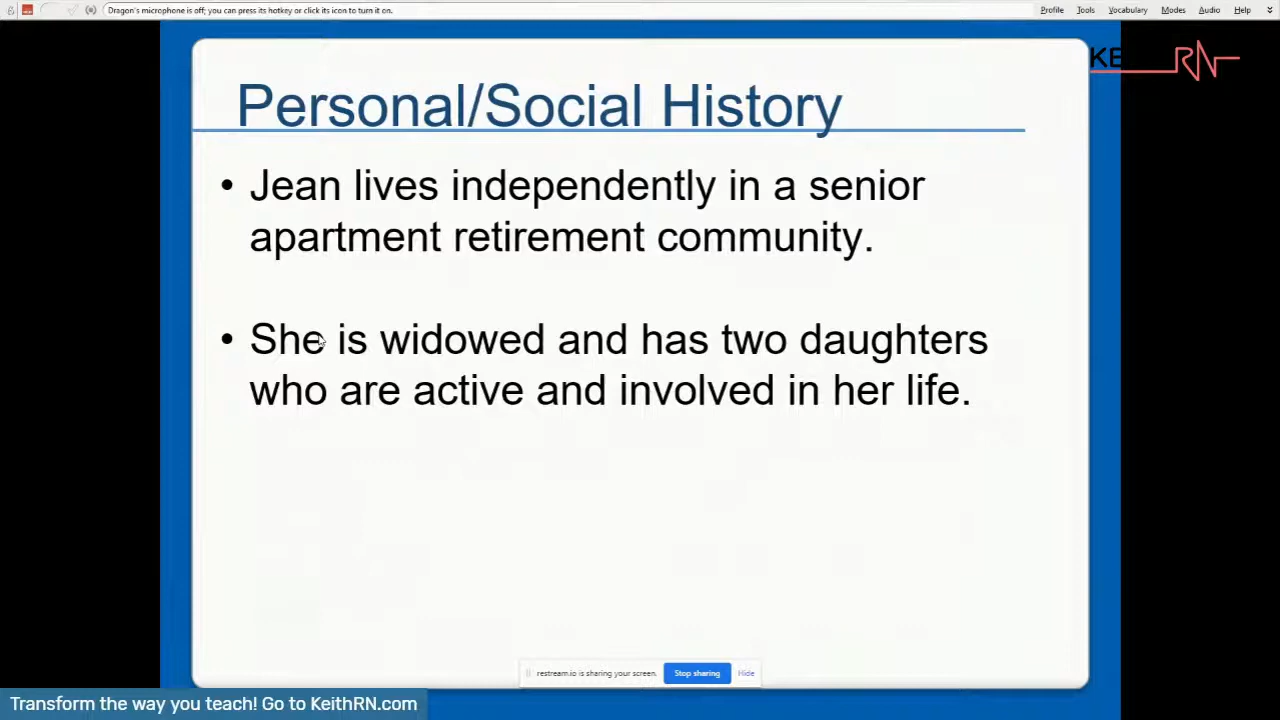 Dragon's microphone is off; you can press its hotkey or click its icon to turn it on.
Profile Tools Vocabulary Modes Audio Help
KE RN
Personal/Social History
• Jean lives independently in a senior
apartment retirement community.
• She is widowed and has two daughters
who are active and involved in her life.
restream.io is sharing your screen. Stop sharing Hide
Transform the way you teach! Go to KeithRN.com